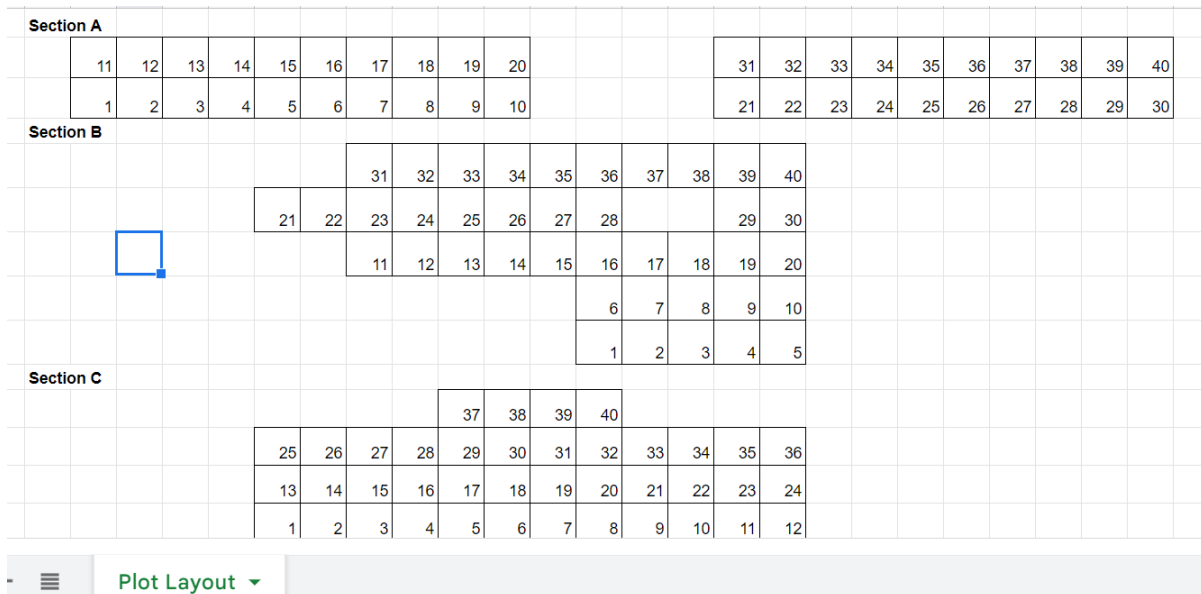 Section A
11 12 13 14 15 16 17 18 19 20 31 32 33 34 35 36 37 38 39 40
1 2 3 4 5 6 7 8 9 10 21 22 23 24 25 26 27 28 29 30
Section B
31 32 33 34 35 36 37 38 39 40
21 22 23 24 25 26 27 28 29 30
11 12 13 14 15 16 17 18 19 20
6 7 8 9 10
1 2 3 4 5
Section C
37 38 39 40
25 26 27 28 29 30 31 32 33 34 35 36
13 14 15 16 17 18 19 20 21 22 23 24
1 2 3 4 5 6 7 8 9 10 11 12
Plot Layout